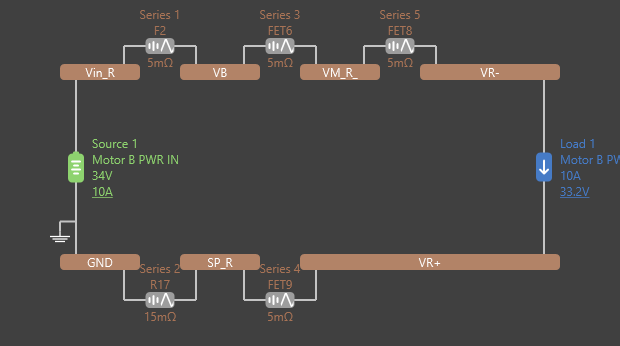 Series 1
F2
5mΩ
Series 3
FET6
5mΩ
Series 5
FET8
5mΩ
Vin_R
VB
VM_R_
VR-
Source 1
Motor B PWR IN
34V
10A
Load 1
Motor B PW
10A
33.2V
GND
SP_R
VR+
Series 2
R17
15mΩ
Series 4
FET9
5mΩ